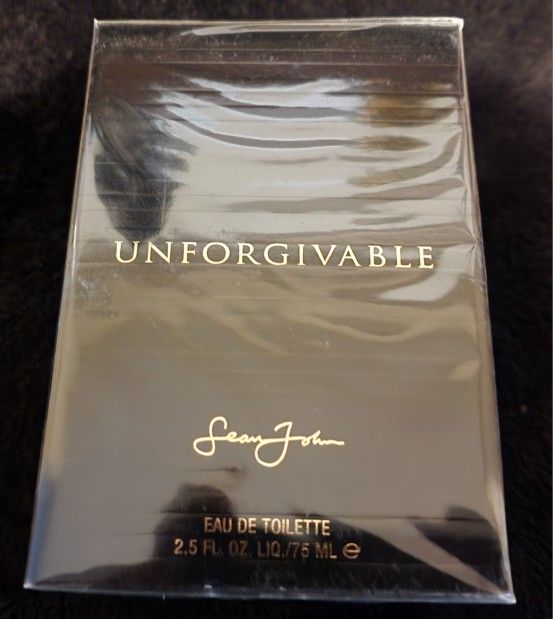 UNFORGIVABLE
Sean John
EAU DE TOILETTE
2.5 FL. OZ. LIQ./75 ML ℮